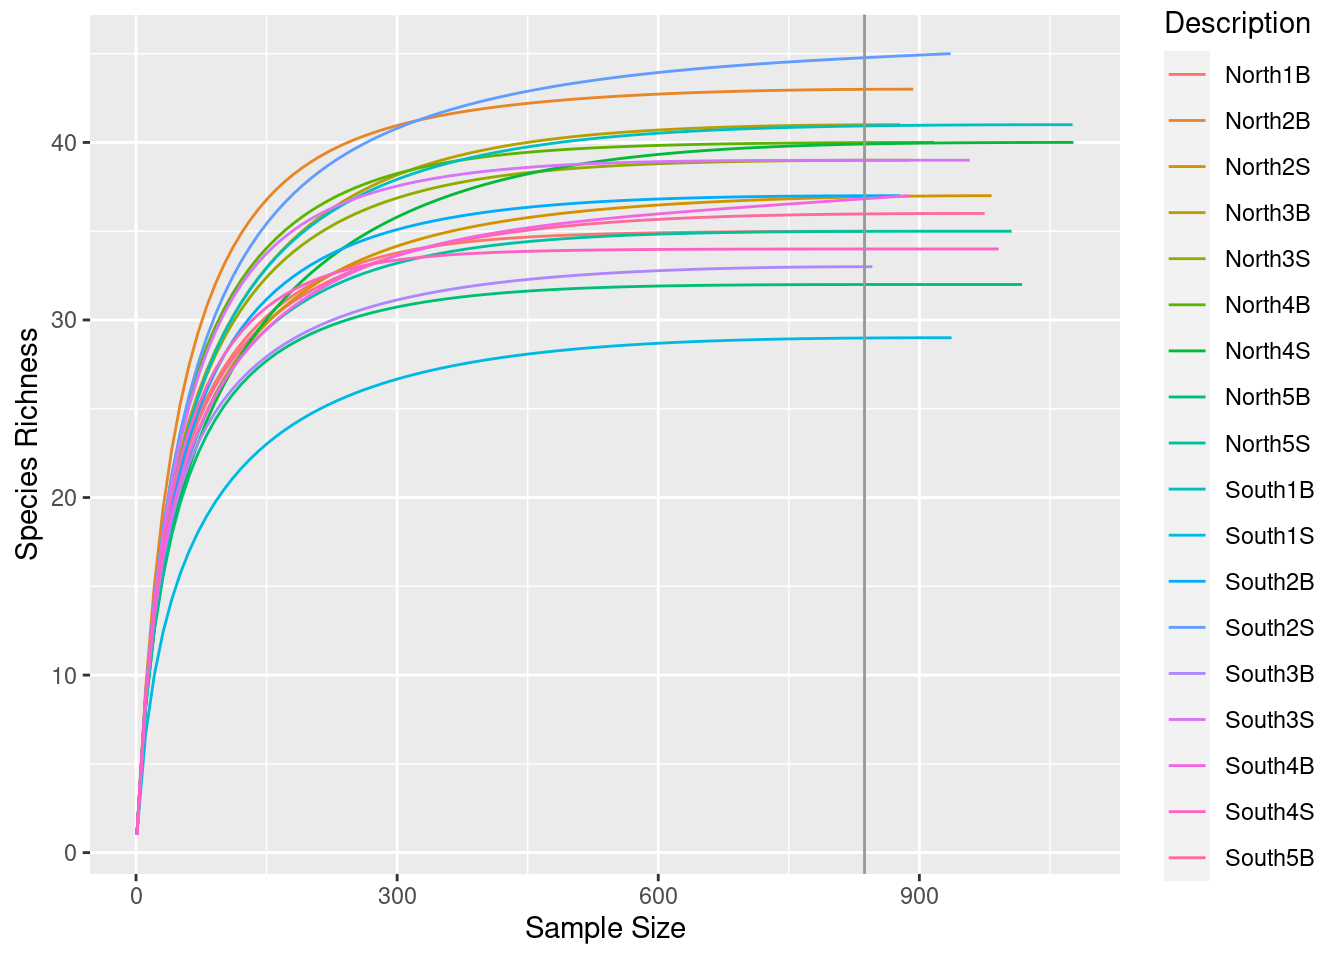 Description
North1B
North2B
North2S
North3B
North3S
North4B
North4S
North5B
North5S
South1B
South1S
South2B
South2S
South3B
South3S
South4B
South4S
South5B
Species Richness
40
30
20
10
0
0 300 600 900
Sample Size